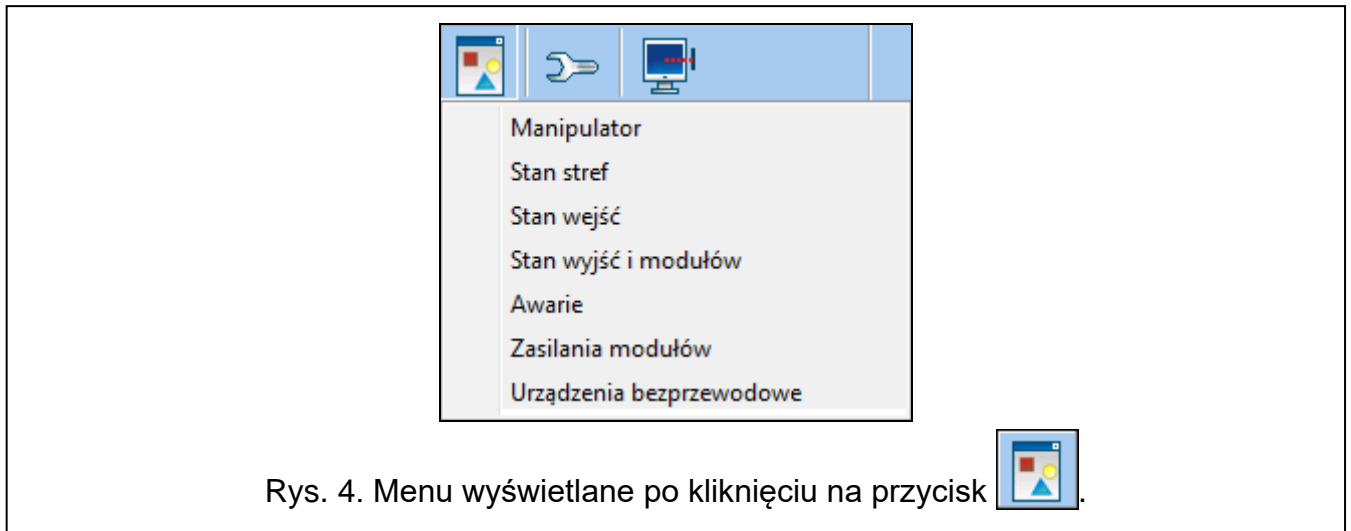 Manipulator
Stan stref
Stan wejść
Stan wyjść i modułów
Awarie
Zasilania modułów
Urządzenia bezprzewodowe
Rys. 4. Menu wyświetlane po kliknięciu na przycisk .